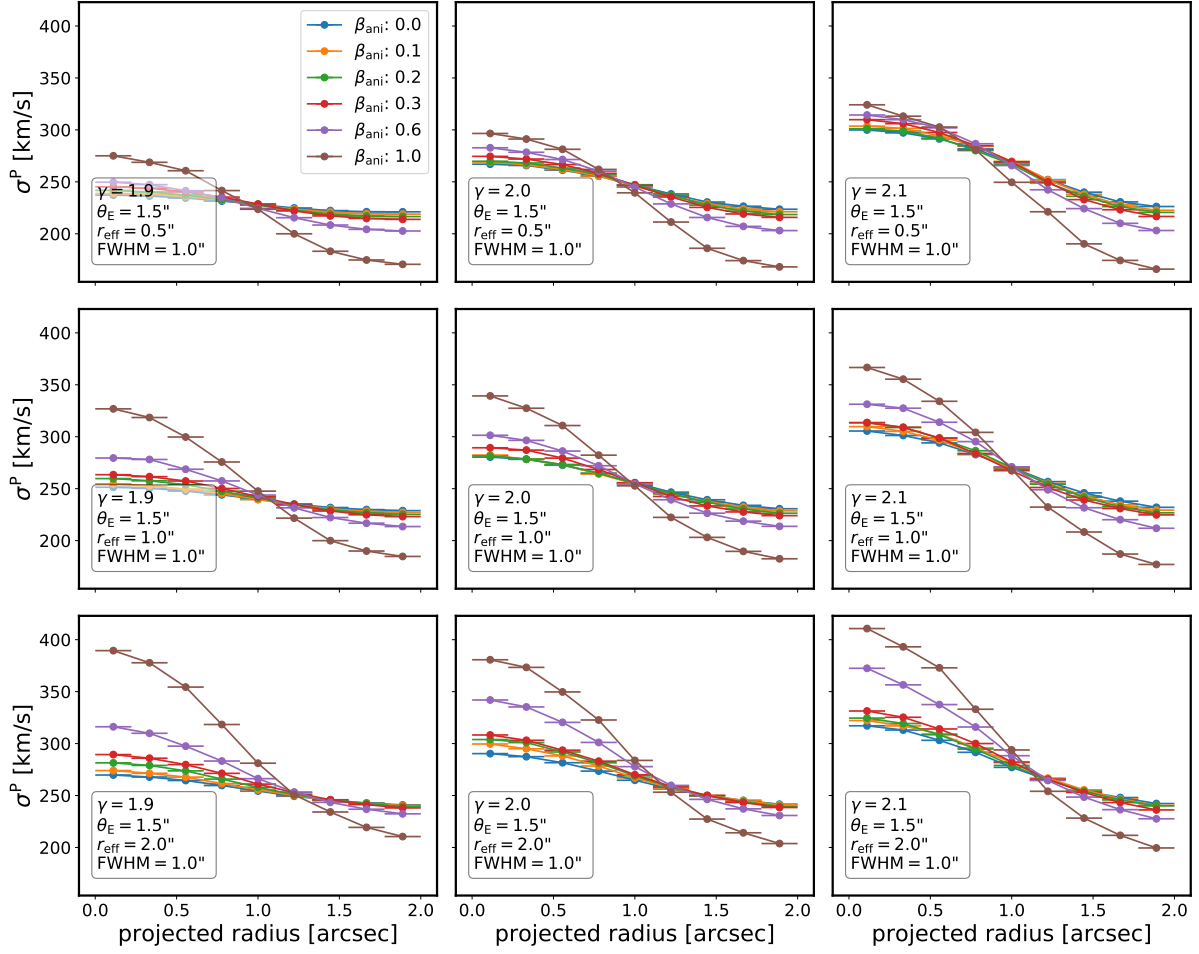 400
350
300
250
200
σᴾ [km/s]
β_ani: 0.0
β_ani: 0.1
β_ani: 0.2
β_ani: 0.3
β_ani: 0.6
β_ani: 1.0
γ = 1.9
θ_E = 1.5"
r_eff = 0.5"
FWHM = 1.0"
γ = 2.0
θ_E = 1.5"
r_eff = 0.5"
FWHM = 1.0"
γ = 2.1
θ_E = 1.5"
r_eff = 0.5"
FWHM = 1.0"
400
350
300
250
200
σᴾ [km/s]
γ = 1.9
θ_E = 1.5"
r_eff = 1.0"
FWHM = 1.0"
γ = 2.0
θ_E = 1.5"
r_eff = 1.0"
FWHM = 1.0"
γ = 2.1
θ_E = 1.5"
r_eff = 1.0"
FWHM = 1.0"
400
350
300
250
200
σᴾ [km/s]
γ = 1.9
θ_E = 1.5"
r_eff = 2.0"
FWHM = 1.0"
γ = 2.0
θ_E = 1.5"
r_eff = 2.0"
FWHM = 1.0"
γ = 2.1
θ_E = 1.5"
r_eff = 2.0"
FWHM = 1.0"
0.0 0.5 1.0 1.5 2.0
0.0 0.5 1.0 1.5 2.0
0.0 0.5 1.0 1.5 2.0
projected radius [arcsec]
projected radius [arcsec]
projected radius [arcsec]